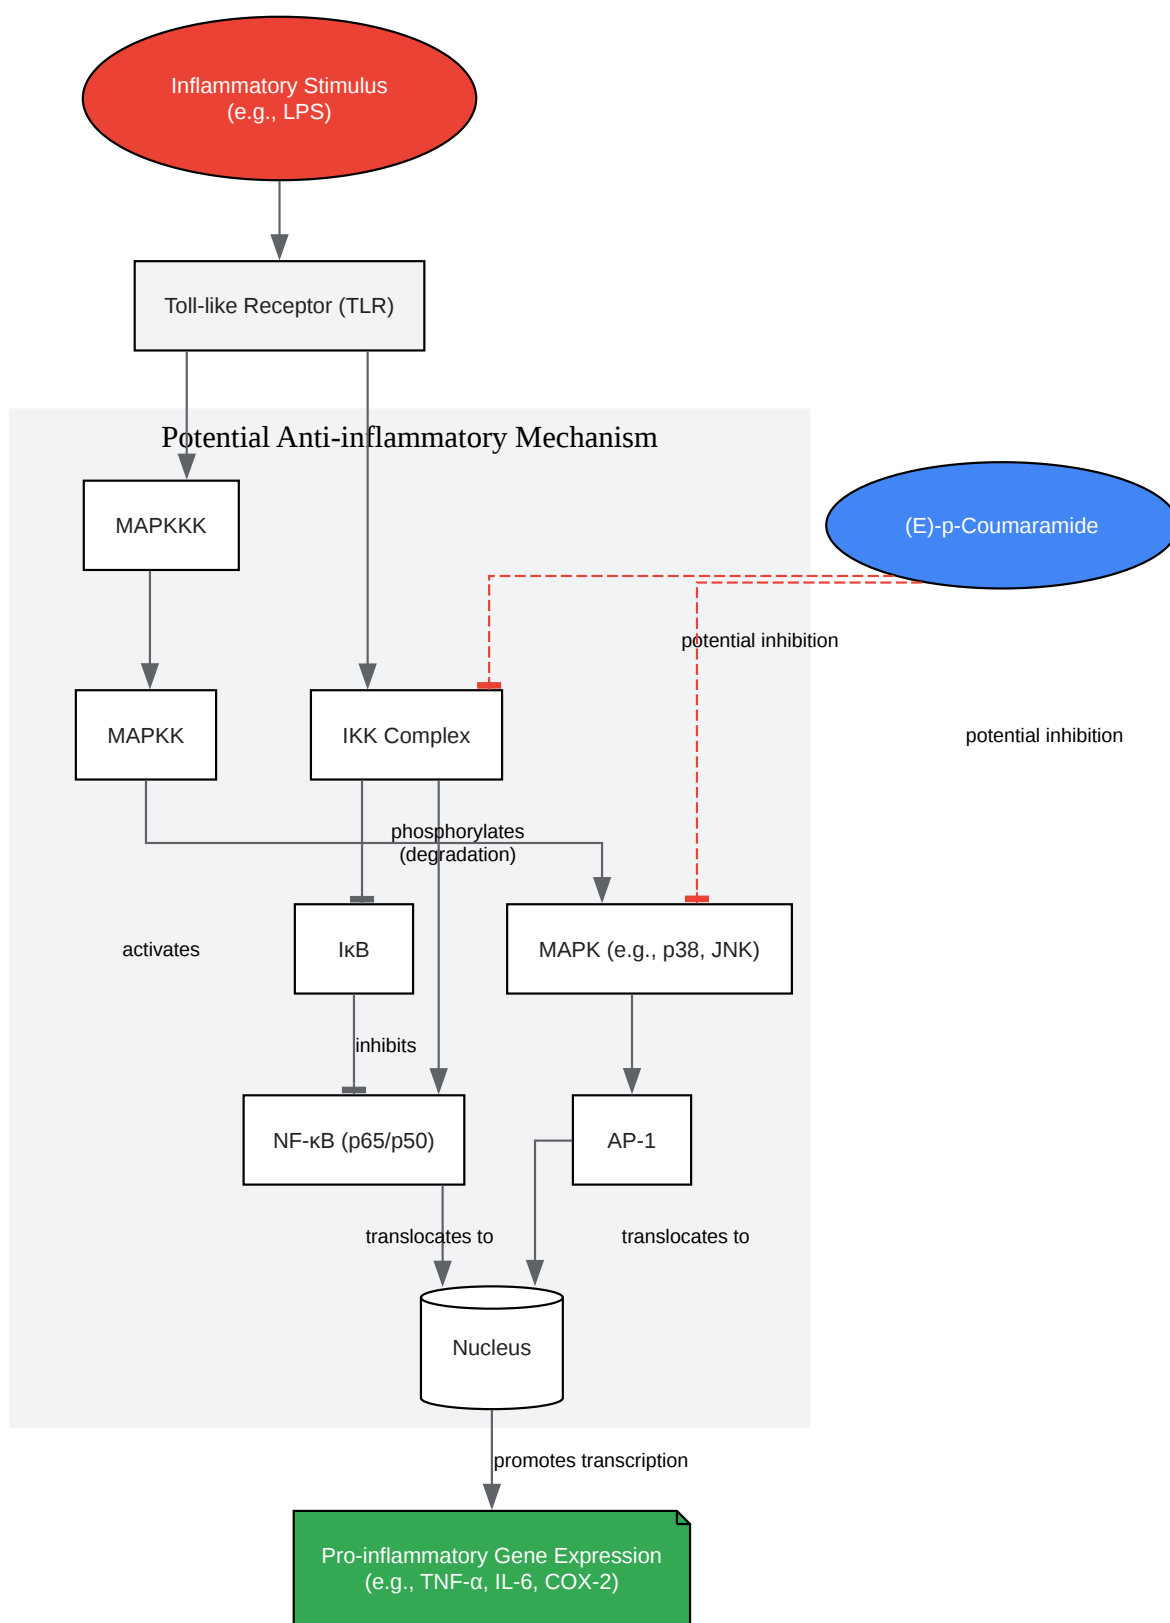 Inflammatory Stimulus
(e.g., LPS)
Toll-like Receptor (TLR)
Potential Anti-inflammatory Mechanism
MAPKKK
(E)-p-Coumaramide
potential inhibition
MAPKK
IKK Complex
potential inhibition
phosphorylates
(degradation)
activates
IκB
MAPK (e.g., p38, JNK)
inhibits
NF-κB (p65/p50)
AP-1
translocates to
translocates to
Nucleus
promotes transcription
Pro-inflammatory Gene Expression
(e.g., TNF-α, IL-6, COX-2)